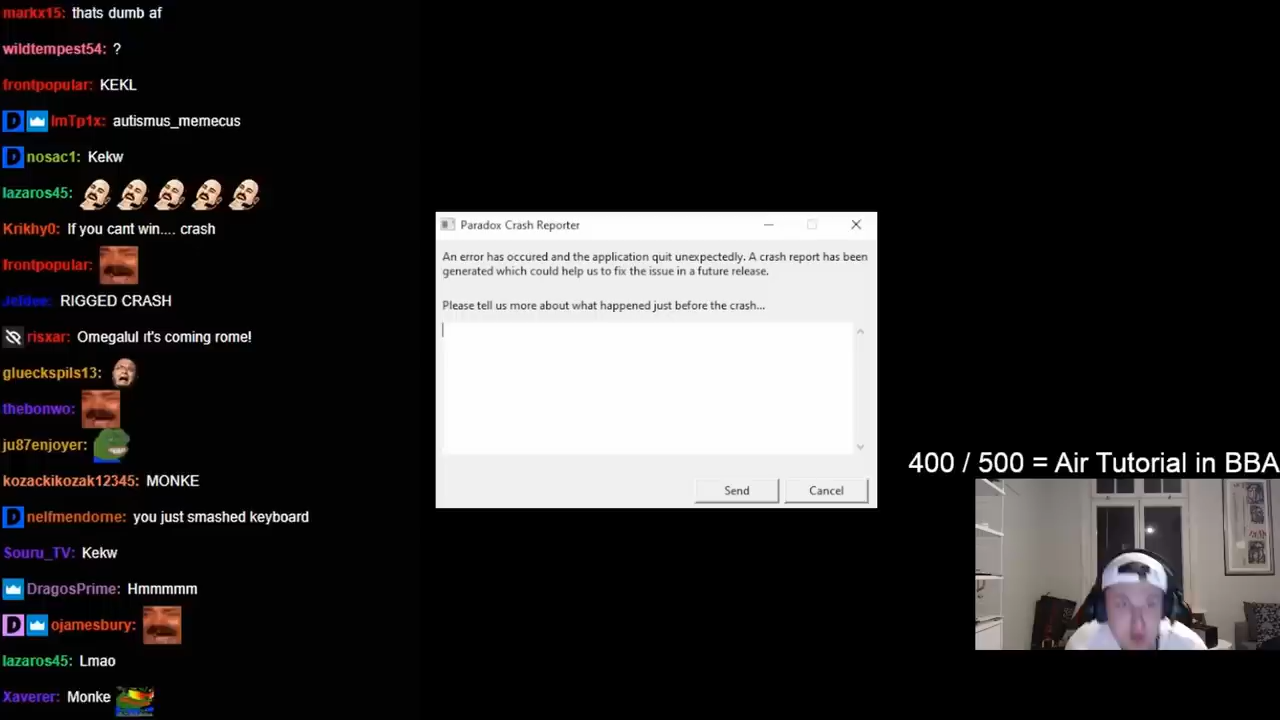 markx15: thats dumb af
wildtempest54: ?
frontpopular: KEKL
ImTp1x: autismus_memecus
nosac1: Kekw
lazaros45:
Krikhy0: If you cant win.... crash
frontpopular:
Jefdee: RIGGED CRASH
risxar: Omegalul it's coming rome!
glueckspils13:
thebonwo:
ju87enjoyer:
kozackikozak12345: MONKE
nelfmendorne: you just smashed keyboard
Souru_TV: Kekw
DragosPrime: Hmmmmm
ojamesbury:
lazaros45: Lmao
Xaverer: Monke
Paradox Crash Reporter
An error has occured and the application quit unexpectedly. A crash report has been
generated which could help us to fix the issue in a future release.
Please tell us more about what happened just before the crash...
Send
Cancel
400 / 500 = Air Tutorial in BBA